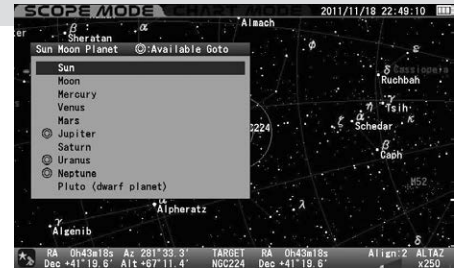 SCOPE MODE CHART MODE 2011/11/18 22:49:10
β α Almach
Sheratan
Sun Moon Planet ◎:Available Goto
Sun
Moon
Mercury
Venus
Mars
◎ Jupiter
Saturn
◎ Uranus
◎ Neptune
Pluto (dwarf planet)
φ ε
δ Cassiopeia
Ruchbah
γ
η Tsih
ζ α κ
Schedar
β
Caph
M52
λ
Alpheratz
γ
Algenib
δ
RA 0h43m18s Az 281°33.3' TARGET RA 0h43m18s Align:2 ALTAZ
Dec +41°19.6' Alt +67°11.4' NGC224 Dec +41°19.6' x250